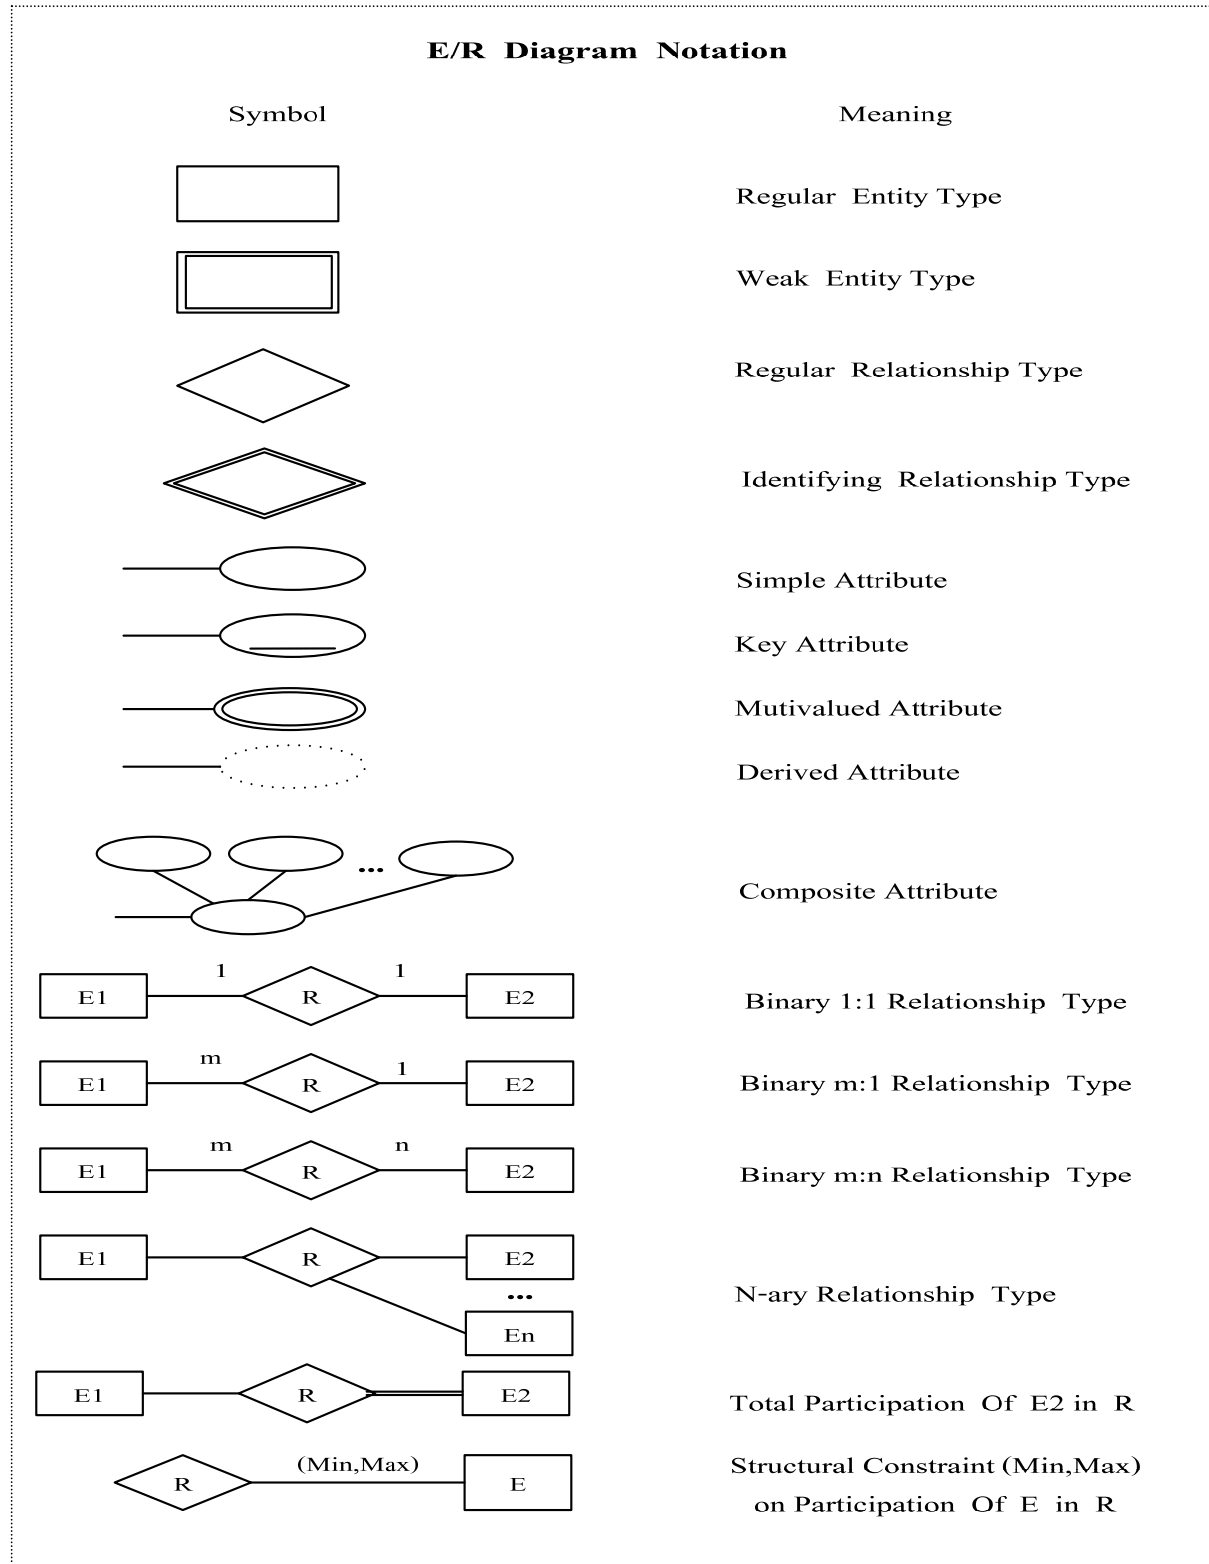 E/R Diagram Notation
Symbol Meaning
Regular Entity Type
Weak Entity Type
Regular Relationship Type
Identifying Relationship Type
Simple Attribute
Key Attribute
Mutivalued Attribute
Derived Attribute
... Composite Attribute
1 1
E1 R E2 Binary 1:1 Relationship Type
m 1
E1 R E2 Binary m:1 Relationship Type
m n
E1 R E2 Binary m:n Relationship Type
E1 R E2
... N-ary Relationship Type
En
E1 R E2 Total Participation Of E2 in R
(Min,Max) Structural Constraint (Min,Max)
R E on Participation Of E in R